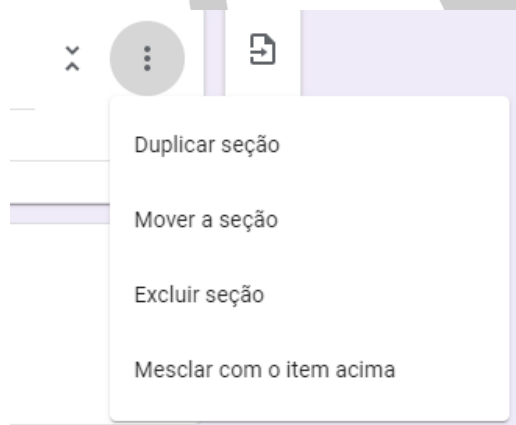 Duplicar seção
Mover a seção
Excluir seção
Mesclar com o item acima